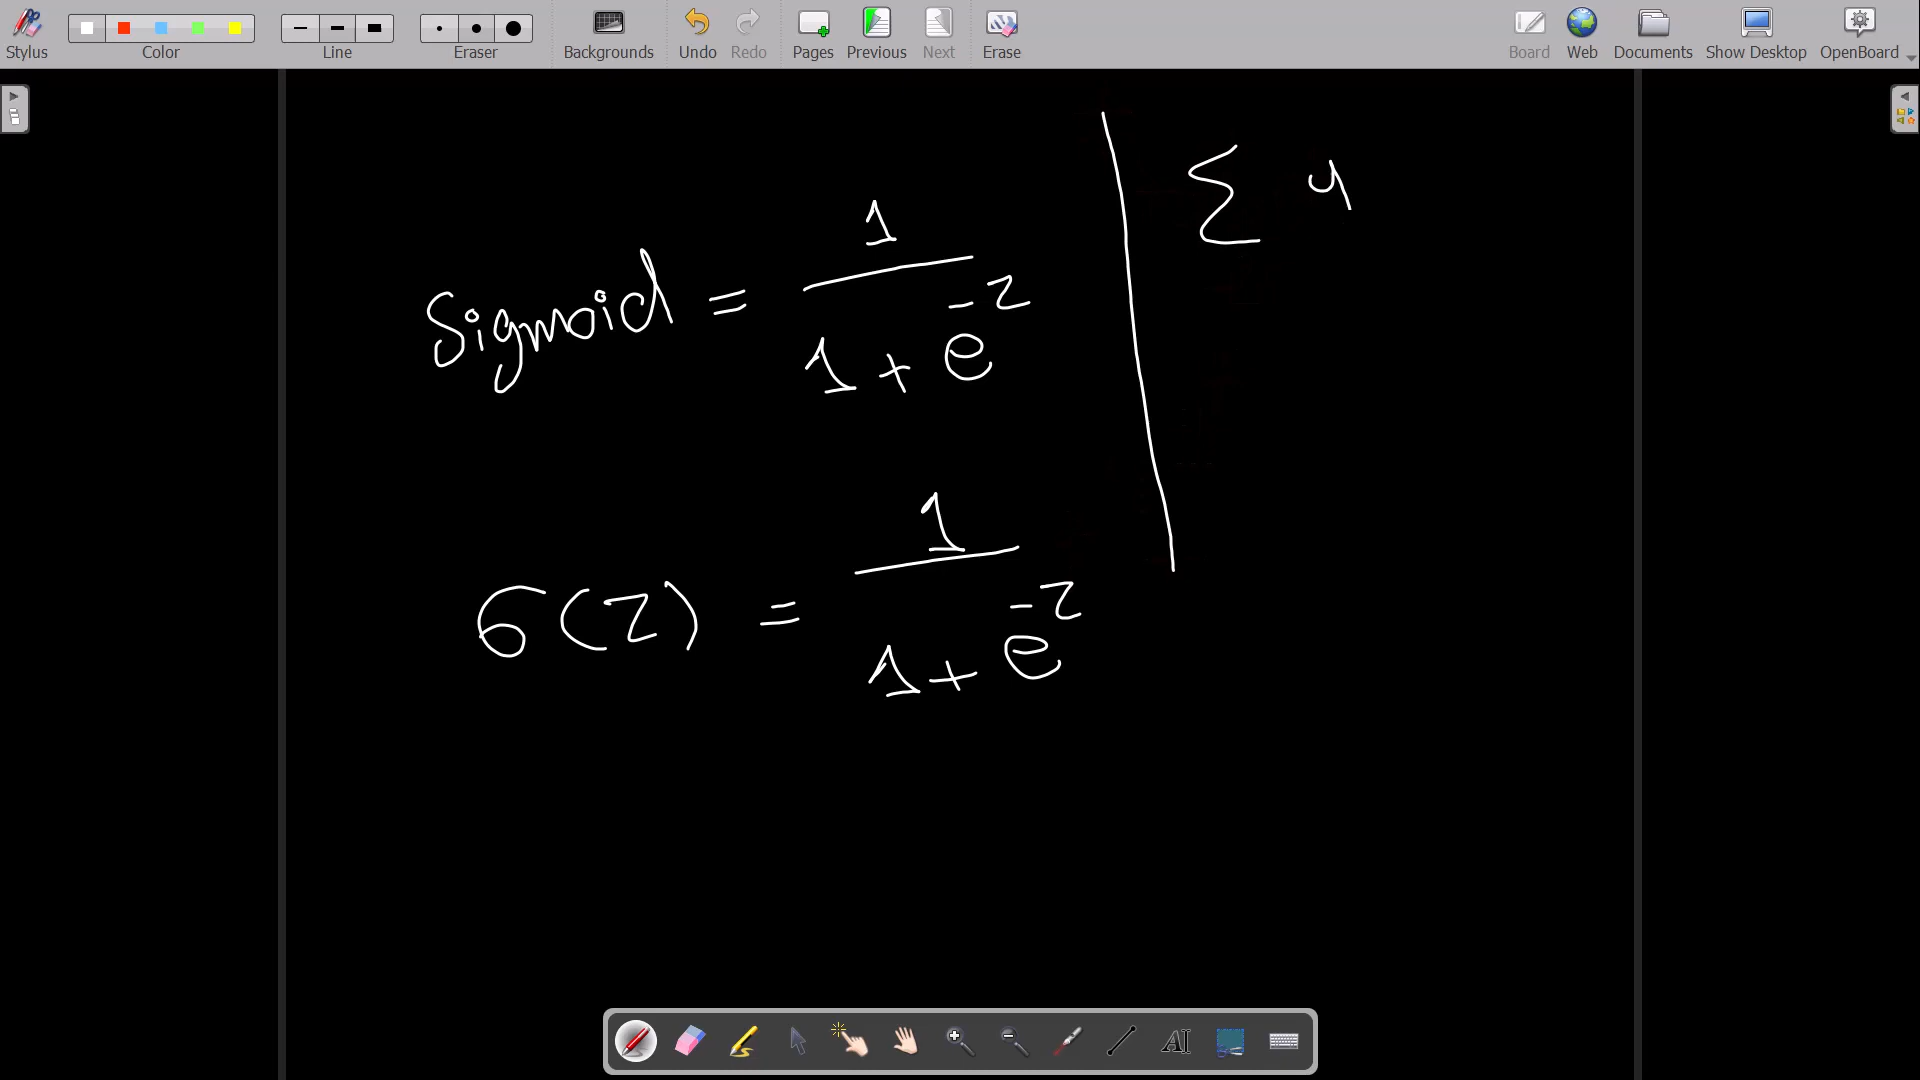 Stylus Color Line Eraser Backgrounds Undo Redo Pages Previous Next Erase Board Web Documents Show Desktop OpenBoard
Sigmoid = 1 / (1 + e^-z)
σ(z) = 1 / (1 + e^-z)
Σ y
AI